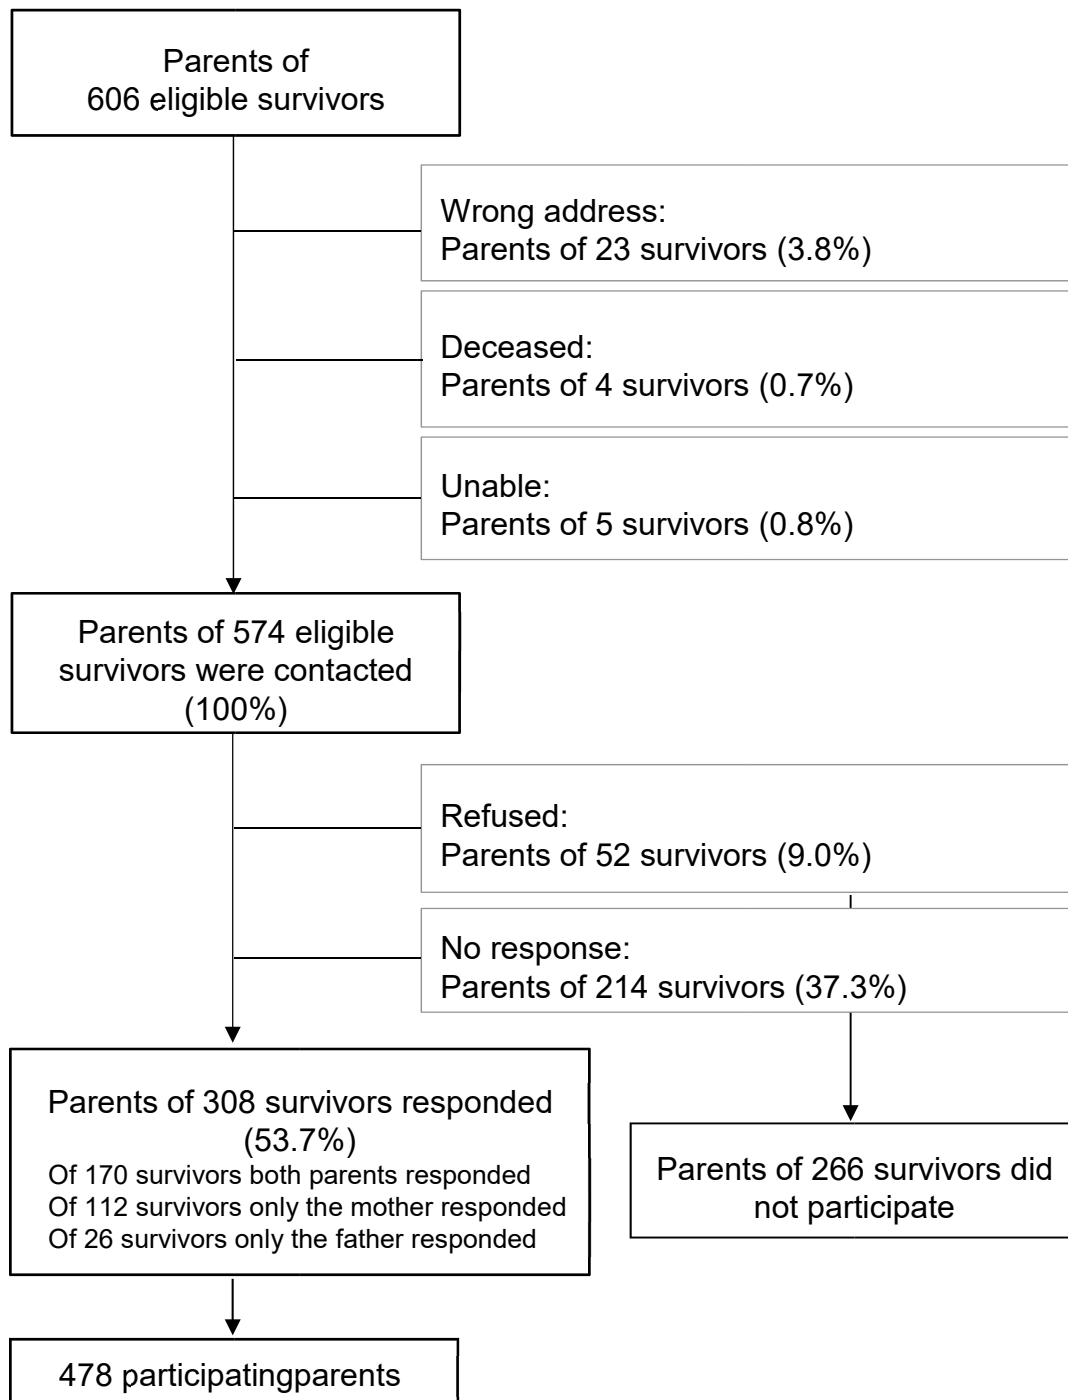 Parents of
606 eligible survivors
Wrong address:
Parents of 23 survivors (3.8%)
Deceased:
Parents of 4 survivors (0.7%)
Unable:
Parents of 5 survivors (0.8%)
Parents of 574 eligible
survivors were contacted
(100%)
Refused:
Parents of 52 survivors (9.0%)
No response:
Parents of 214 survivors (37.3%)
Parents of 308 survivors responded
(53.7%)
Of 170 survivors both parents responded
Of 112 survivors only the mother responded
Of 26 survivors only the father responded
Parents of 266 survivors did
not participate
478 participatingparents